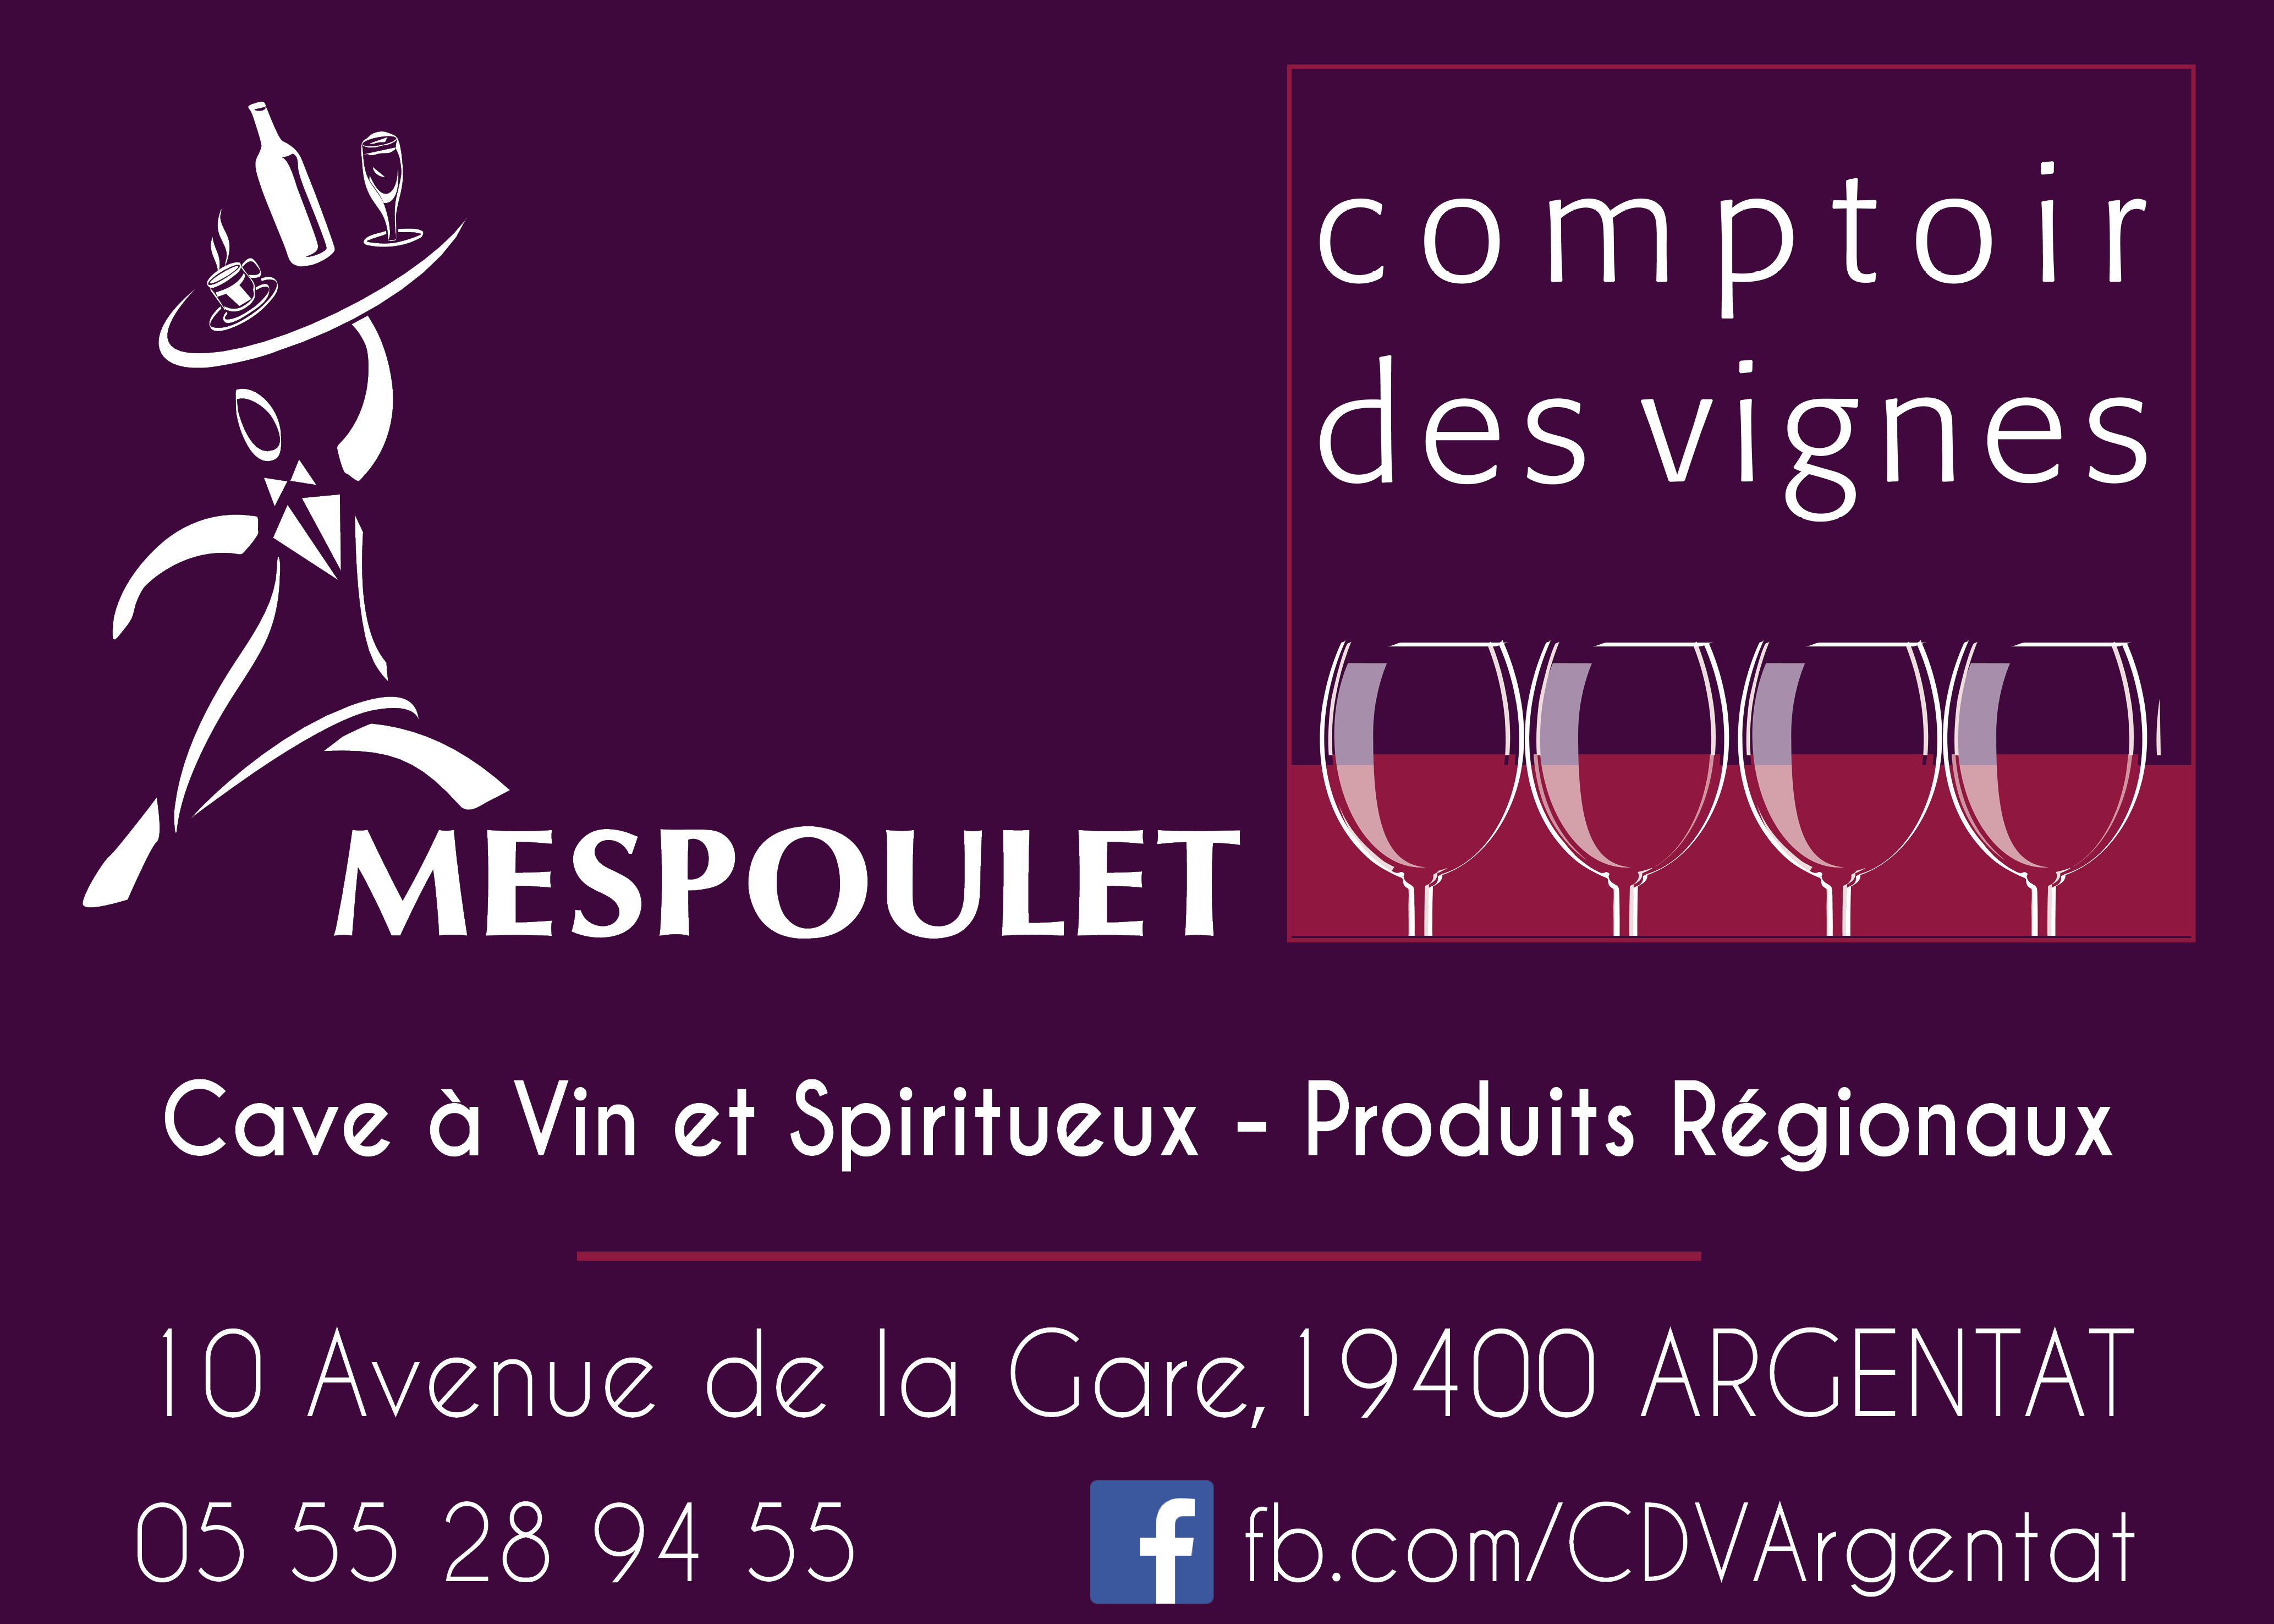 comptoir
des vignes
MESPOULET
Cave à Vin et Spiritueux - Produits Régionaux
10 Avenue de la Gare, 19400 ARGENTAT
05 55 28 94 55
f fb.com/CDVArgentat